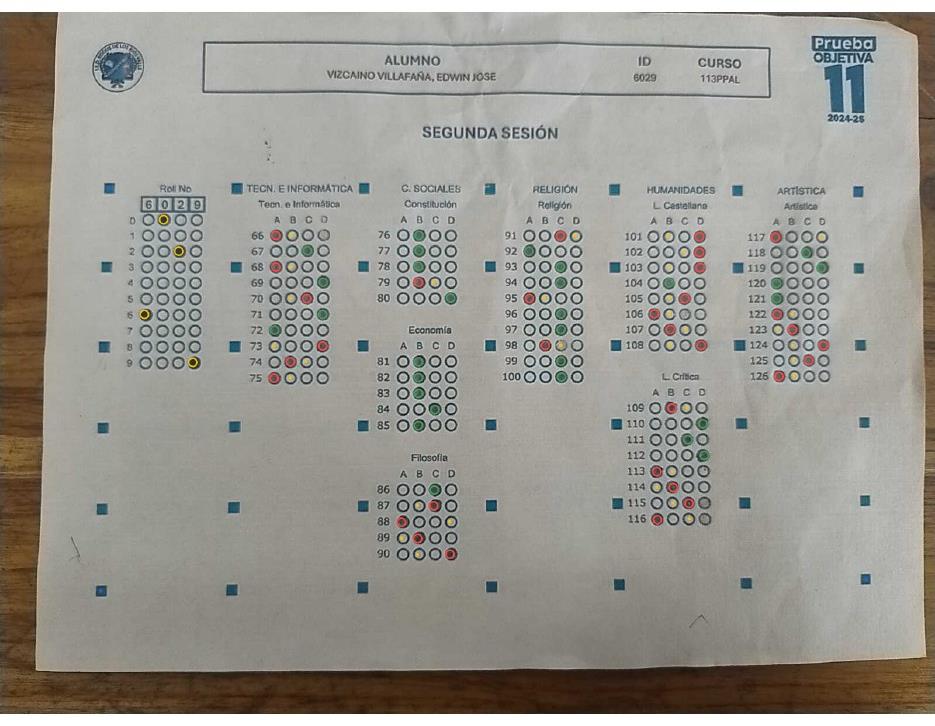 Prueba
OBJETIVA
11
2024-25
ALUMNO ID CURSO
VIZCAINO VILLAFAÑA, EDWIN JOSE 6029 113PPAL
SEGUNDA SESIÓN
Roll No
6 0 2 9
0
1
2
3
4
5
6
7
8
9
TECN. E INFORMÁTICA
Tecn. e Informática
A B C D
66
67
68
69
70
71
72
73
74
75
C. SOCIALES
Constitución
A B C D
76
77
78
79
80
Economía
A B C D
81
82
83
84
85
Filosofía
A B C D
86
87
88
89
90
RELIGIÓN
Religión
A B C D
91
92
93
94
95
96
97
98
99
100
HUMANIDADES
L. Castellana
A B C D
101
102
103
104
105
106
107
108
L. Crítica
A B C D
109
110
111
112
113
114
115
116
ARTÍSTICA
Artística
A B C D
117
118
119
120
121
122
123
124
125
126